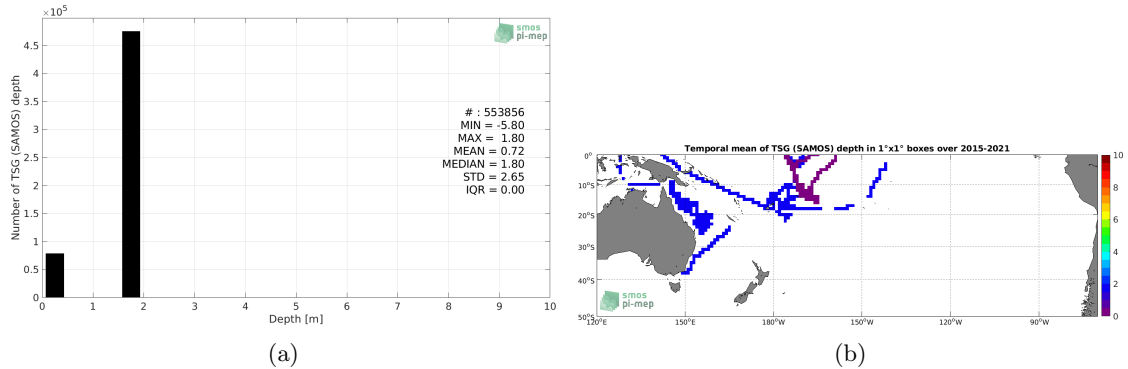 ×10⁵
4.5
4
3.5
3
2.5
2
1.5
1
0.5
0
Number of TSG (SAMOS) depth
smos
pi-mep
# : 553856
MIN = -5.80
MAX = 1.80
MEAN = 0.72
MEDIAN = 1.80
STD = 2.65
IQR = 0.00
0 1 2 3 4 5 6 7 8 9 10
Depth [m]
(a)
Temporal mean of TSG (SAMOS) depth in 1°x1° boxes over 2015-2021
0°
10°S
20°S
30°S
40°S
50°S
120°E 150°E 180°W 150°W 120°W 90°W
smos
pi-mep
10
8
6
4
2
0
(b)